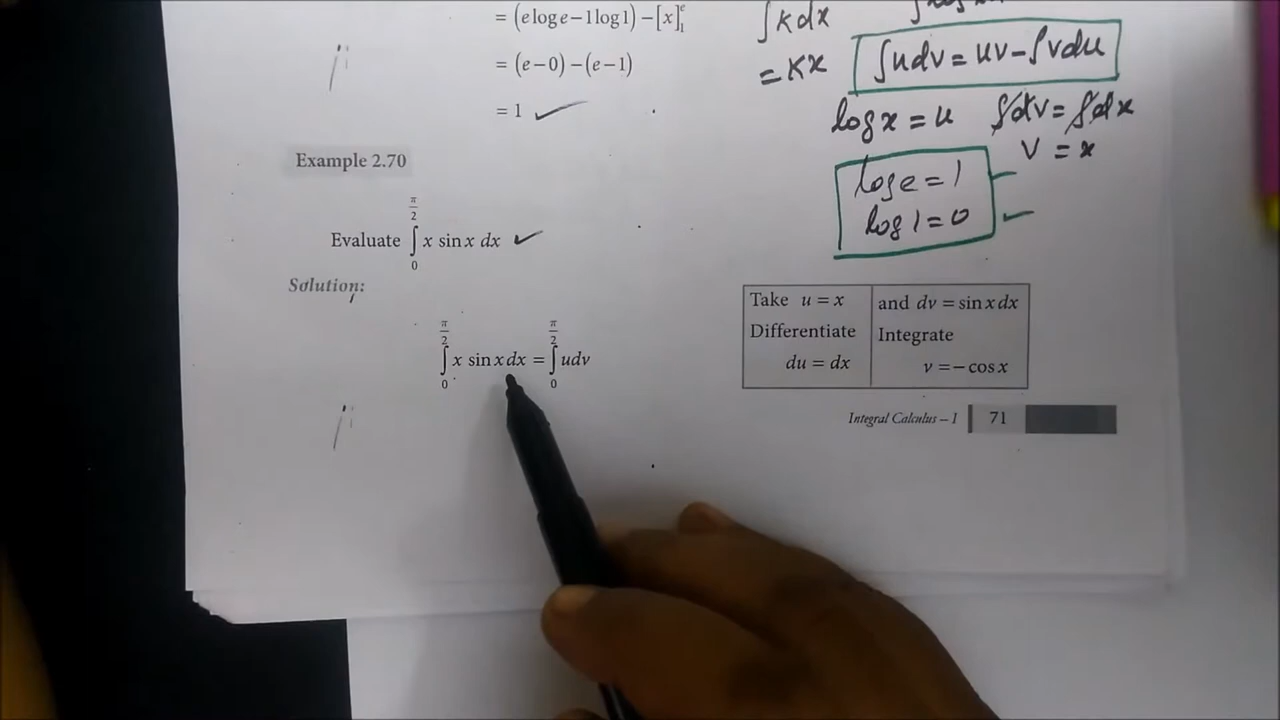 = (e log e − 1 log 1) − [x]₁ᵉ
= (e−0) − (e−1)
= 1 ✓
∫K dx
= Kx
∫u dv = uv − ∫v du
log x = u ∫dv = ∫dx
v = x
log e = 1
log 1 = 0 ✓
Example 2.70
Evaluate ∫₀^(π/2) x sin x dx ✓
Solution:
∫₀^(π/2) x sin x dx = ∫₀^(π/2) udv
Take u = x and dv = sin x dx
Differentiate Integrate
du = dx v = − cos x
Integral Calculus – I 71